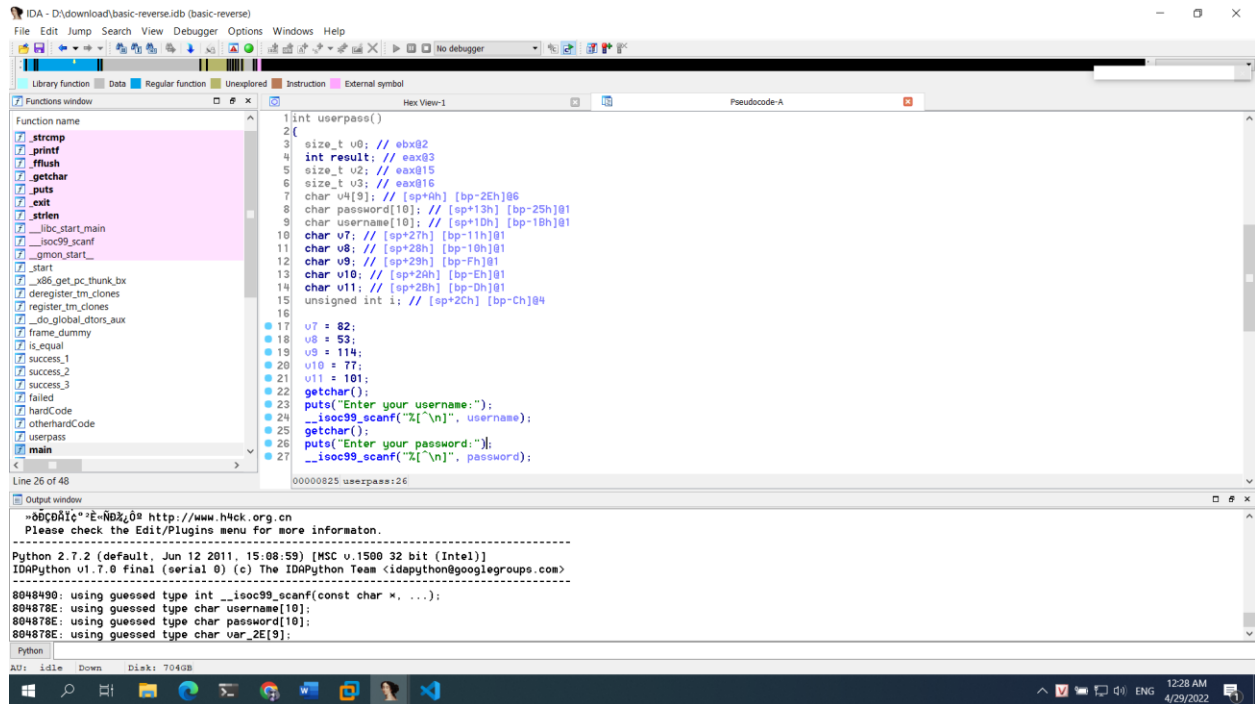 IDA - D:\download\basic-reverse.idb (basic-reverse)
File Edit Jump Search View Debugger Options Windows Help
No debugger
Library function Data Regular function Unexplored Instruction External symbol
Functions window
Hex View-1
Pseudocode-A
Function name
_strcmp
_printf
_fflush
_getchar
_puts
_exit
_strlen
__libc_start_main
__isoc99_scanf
__gmon_start__
_start
__x86_get_pc_thunk_bx
deregister_tm_clones
register_tm_clones
__do_global_dtors_aux
frame_dummy
is_equal
success_1
success_2
success_3
failed
hardCode
otherhardCode
userpass
main
Line 26 of 48
1 int userpass()
2 {
3 size_t v0; // ebx@2
4 int result; // eax@3
5 size_t v2; // eax@15
6 size_t v3; // eax@16
7 char v4[9]; // [sp+Ah] [bp-2Eh]@6
8 char password[10]; // [sp+13h] [bp-25h]@1
9 char username[10]; // [sp+1Dh] [bp-1Bh]@1
10 char v7; // [sp+27h] [bp-11h]@1
11 char v8; // [sp+28h] [bp-10h]@1
12 char v9; // [sp+29h] [bp-Fh]@1
13 char v10; // [sp+2Ah] [bp-Eh]@1
14 char v11; // [sp+2Bh] [bp-Dh]@1
15 unsigned int i; // [sp+2Ch] [bp-Ch]@4
16
17 v7 = 82;
18 v8 = 53;
19 v9 = 114;
20 v10 = 77;
21 v11 = 101;
22 getchar();
23 puts("Enter your username:");
24 __isoc99_scanf("%[^\n]", username);
25 getchar();
26 puts("Enter your password:");
27 __isoc99_scanf("%[^\n]", password);
00000825 userpass:26
Output window
http://www.h4ck.org.cn
Please check the Edit/Plugins menu for more informaton.
Python 2.7.2 (default, Jun 12 2011, 15:08:59) [MSC v.1500 32 bit (Intel)]
IDAPython v1.7.0 final (serial 0) (c) The IDAPython Team <idapython@googlegroups.com>
8048490: using guessed type int __isoc99_scanf(const char *, ...);
804878E: using guessed type char username[10];
804878E: using guessed type char password[10];
804878E: using guessed type char var_2E[9];
Python
AU: idle Down Disk: 704GB
ENG
12:28 AM
4/29/2022